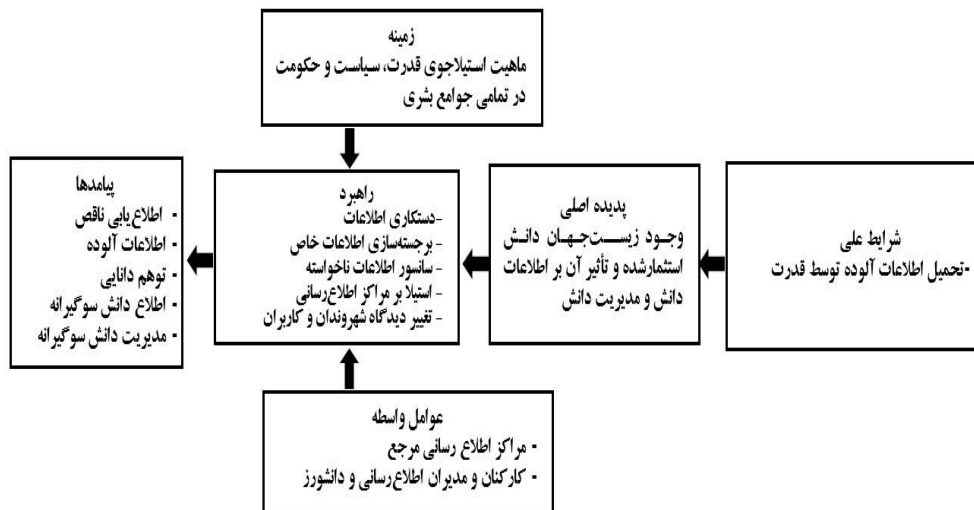 زمینه
ماهیت استیلاجوی قدرت، سیاست و حکومت
در تمامی جوامع بشری
شرایط علی
-تحمیل اطلاعات آلوده توسط قدرت
پدیده اصلی
وجود زیست‌جهان دانش
استثمارشده و تأثیر آن بر اطلاعات
دانش و مدیریت دانش
راهبرد
-دستکاری اطلاعات
-برجسته‌سازی اطلاعات خاص
-سانسور اطلاعات ناخواسته
-استیلا بر مراکز اطلاع‌رسانی
-تغییر دیدگاه شهروندان و کاربران
پیامدها
- اطلاع‌یابی ناقص
- اطلاعات آلوده
- توهم دانایی
- اطلاع دانش سوگیرانه
- مدیریت دانش سوگیرانه
عوامل واسطه
- مراکز اطلاع رسانی مرجع
- کارکنان و مدیران اطلاع‌رسانی و دانشورز